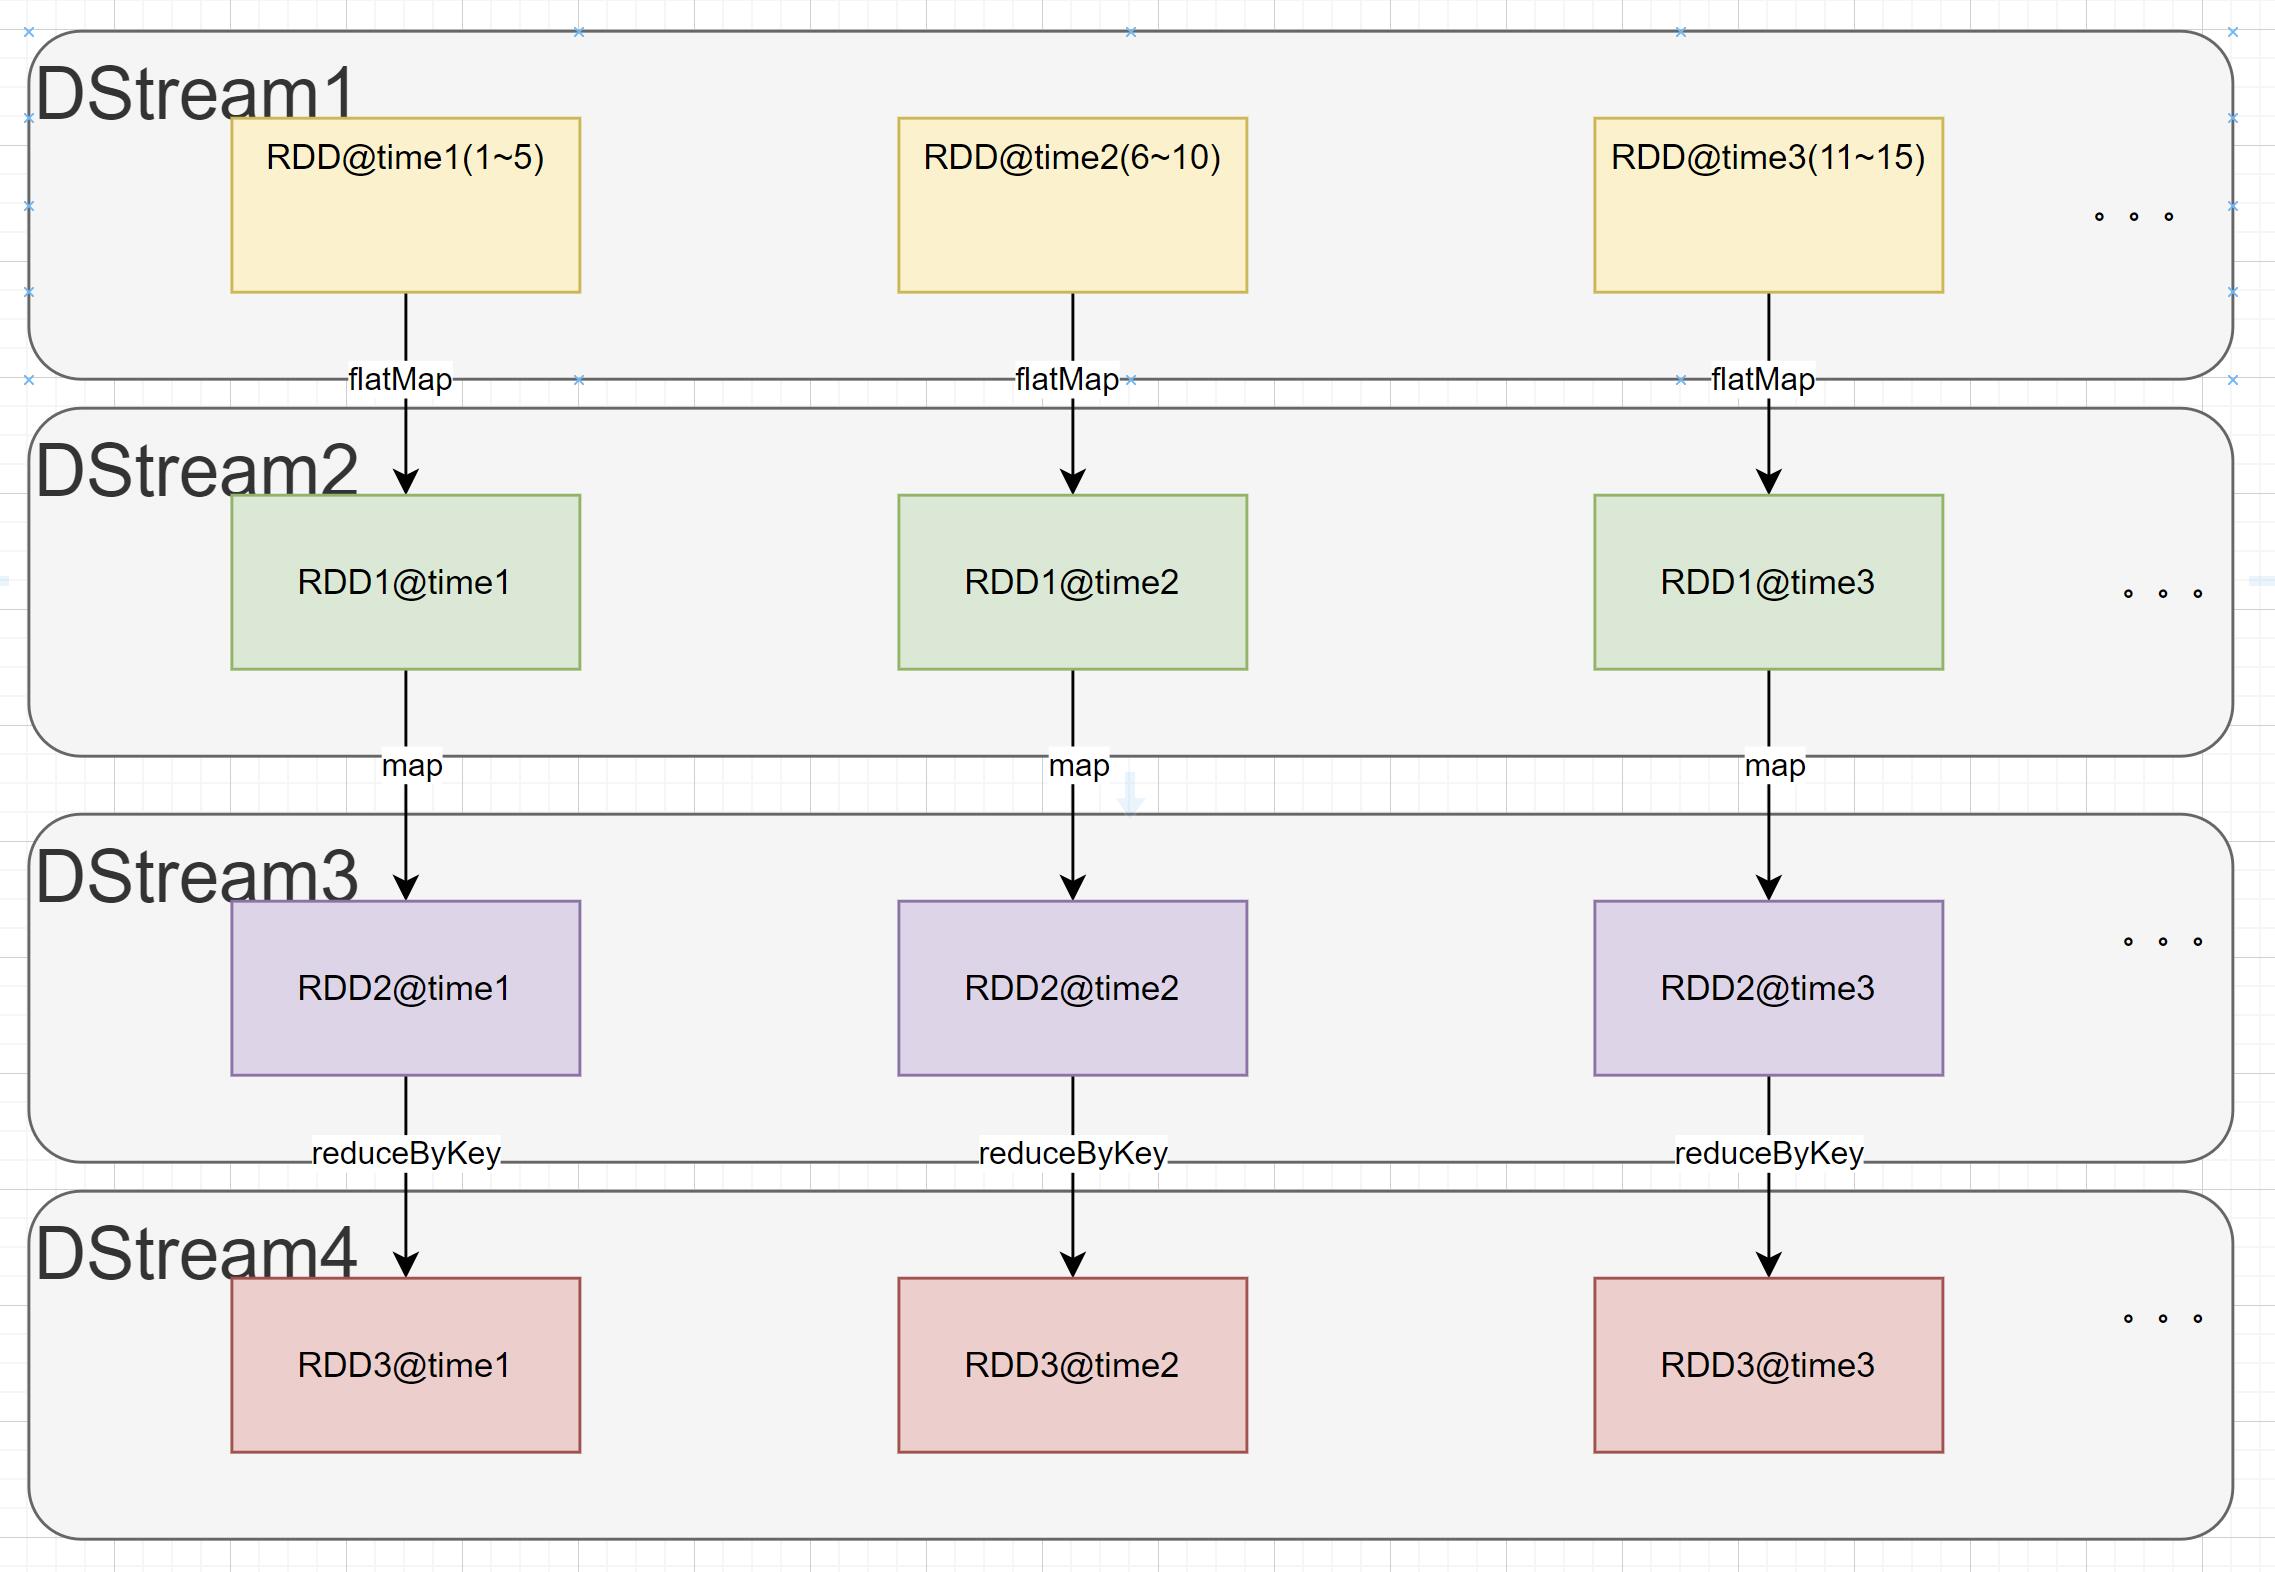 DStream1
RDD@time1(1~5)
RDD@time2(6~10)
RDD@time3(11~15)
。。。
flatMap
flatMap
flatMap
DStream2
RDD1@time1
RDD1@time2
RDD1@time3
。。。
map
map
map
DStream3
RDD2@time1
RDD2@time2
RDD2@time3
。。。
reduceByKey
reduceByKey
reduceByKey
DStream4
RDD3@time1
RDD3@time2
RDD3@time3
。。。